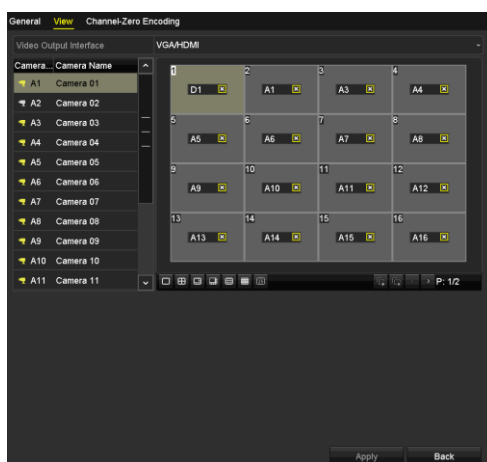 General View Channel-Zero Encoding
Video Output Interface VGA/HDMI
Camera... Camera Name
A1 Camera 01
A2 Camera 02
A3 Camera 03
A4 Camera 04
A5 Camera 05
A6 Camera 06
A7 Camera 07
A8 Camera 08
A9 Camera 09
A10 Camera 10
A11 Camera 11
1 2 3 4
D1 A1 A3 A4
5 6 7 8
A5 A6 A7 A8
9 10 11 12
A9 A10 A11 A12
13 14 15 16
A13 A14 A15 A16
P: 1/2
Apply Back